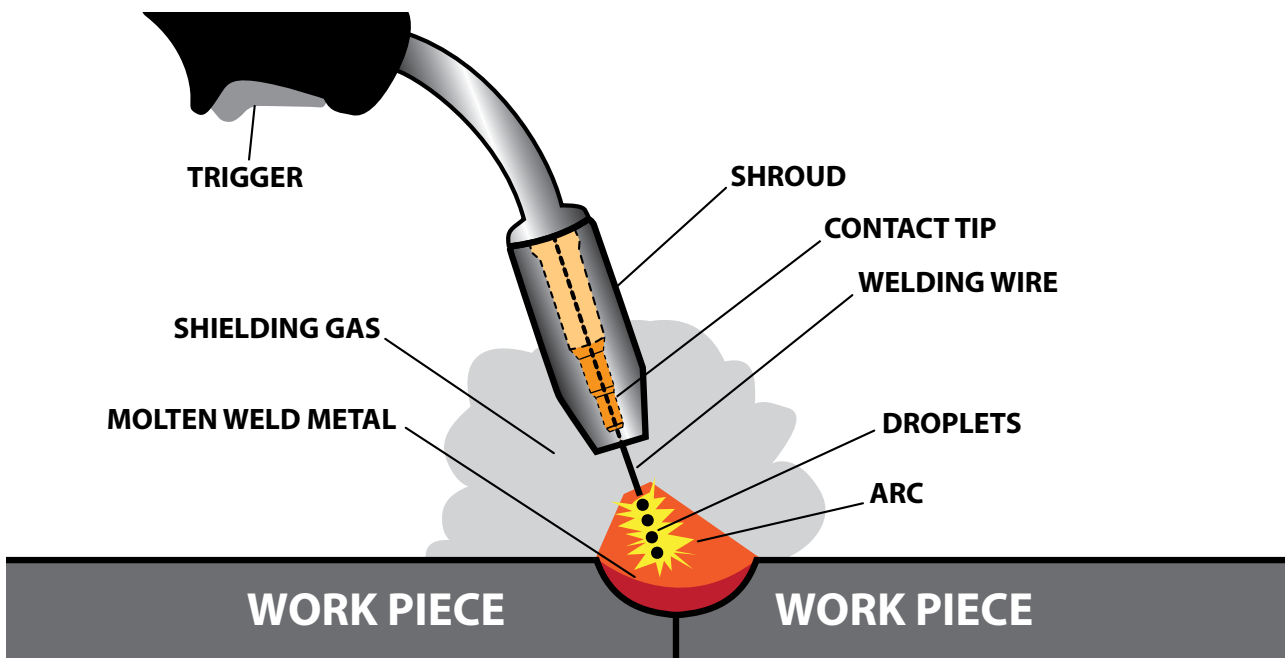 TRIGGER
SHROUD
CONTACT TIP
WELDING WIRE
SHIELDING GAS
MOLTEN WELD METAL
DROPLETS
ARC
WORK PIECE
WORK PIECE